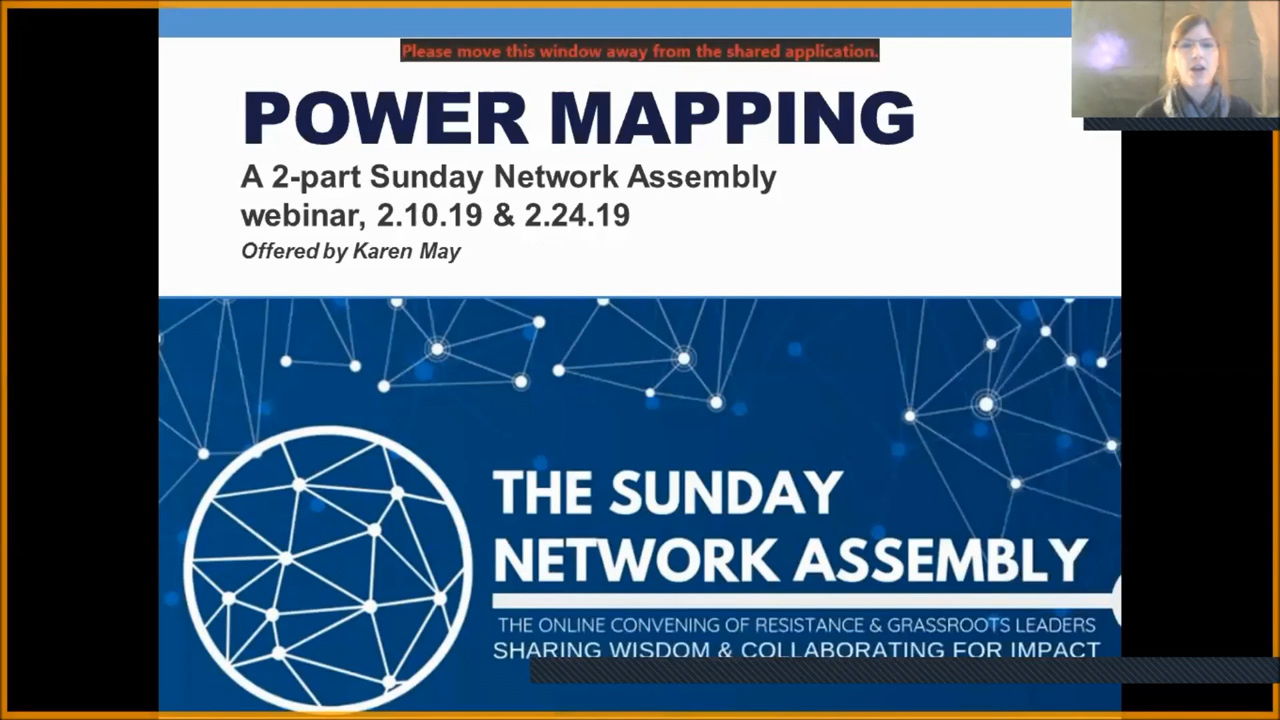 Please move this window away from the shared application.
POWER MAPPING
A 2-part Sunday Network Assembly
webinar, 2.10.19 & 2.24.19
Offered by Karen May
THE SUNDAY
NETWORK ASSEMBLY
THE ONLINE CONVENING OF RESISTANCE & GRASSROOTS LEADERS
SHARING WISDOM & COLLABORATING FOR IMPACT